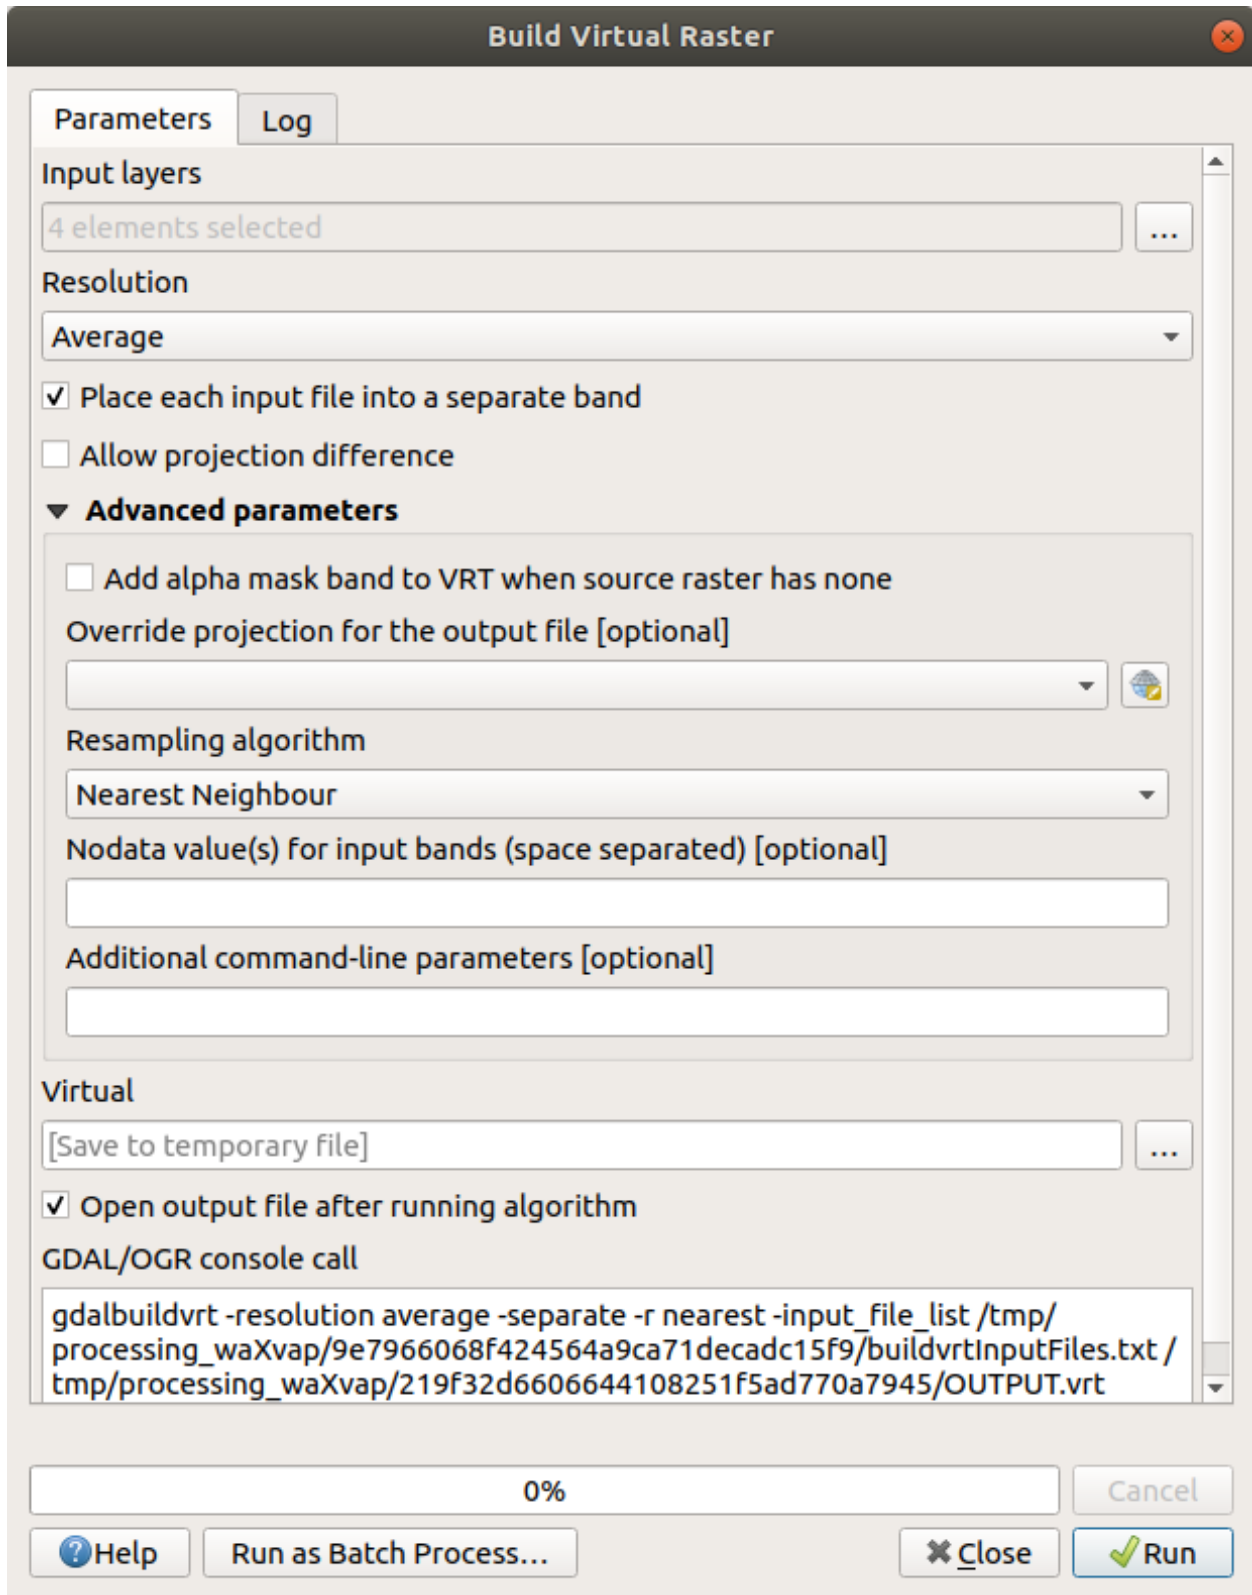 Build Virtual Raster
Parameters
Log
Input layers
4 elements selected
...
Resolution
Average
Place each input file into a separate band
Allow projection difference
Advanced parameters
Add alpha mask band to VRT when source raster has none
Override projection for the output file [optional]
Resampling algorithm
Nearest Neighbour
Nodata value(s) for input bands (space separated) [optional]
Additional command-line parameters [optional]
Virtual
[Save to temporary file]
...
Open output file after running algorithm
GDAL/OGR console call
gdalbuildvrt -resolution average -separate -r nearest -input_file_list /tmp/
processing_waXvap/9e7966068f424564a9ca71decadc15f9/buildvrtInputFiles.txt /
tmp/processing_waXvap/219f32d6606644108251f5ad770a7945/OUTPUT.vrt
0%
Cancel
Help
Run as Batch Process...
Close
Run